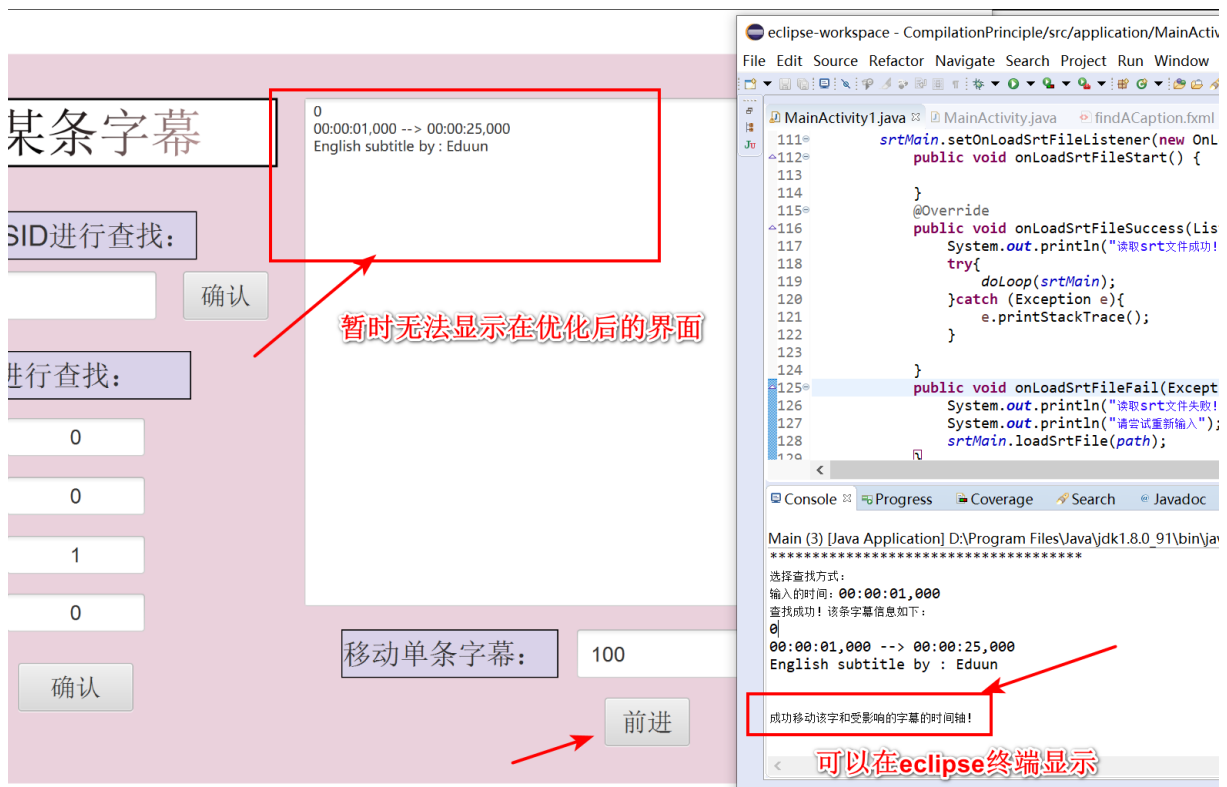 某条字幕
SID进行查找：
确认
进行查找：
0
0
1
0
确认
0
00:00:01,000 --> 00:00:25,000
English subtitle by : Eduun
暂时无法显示在优化后的界面
移动单条字幕：
100
前进
eclipse-workspace - CompilationPrinciple/src/application/MainActiv
File Edit Source Refactor Navigate Search Project Run Window
MainActivity1.java MainActivity.java findACaption.fxml
111 srtMain.setOnLoadSrtFileListener(new OnL
112 public void onLoadSrtFileStart() {
113
114 }
115 @Override
116 public void onLoadSrtFileSuccess(Lis
117 System.out.println("读取srt文件成功!
118 try{
119 doLoop(srtMain);
120 }catch (Exception e){
121 e.printStackTrace();
122 }
123
124 }
125 public void onLoadSrtFileFail(Except
126 System.out.println("读取srt文件失败!
127 System.out.println("请尝试重新输入");
128 srtMain.loadSrtFile(path);
129 }
Console Progress Coverage Search Javadoc
Main (3) [Java Application] D:\Program Files\Java\jdk1.8.0_91\bin\jav
*************************************
选择查找方式：
输入的时间：00:00:01,000
查找成功！该条字幕信息如下：
0
00:00:01,000 --> 00:00:25,000
English subtitle by : Eduun
成功移动该字和受影响的字幕的时间轴!
可以在eclipse终端显示